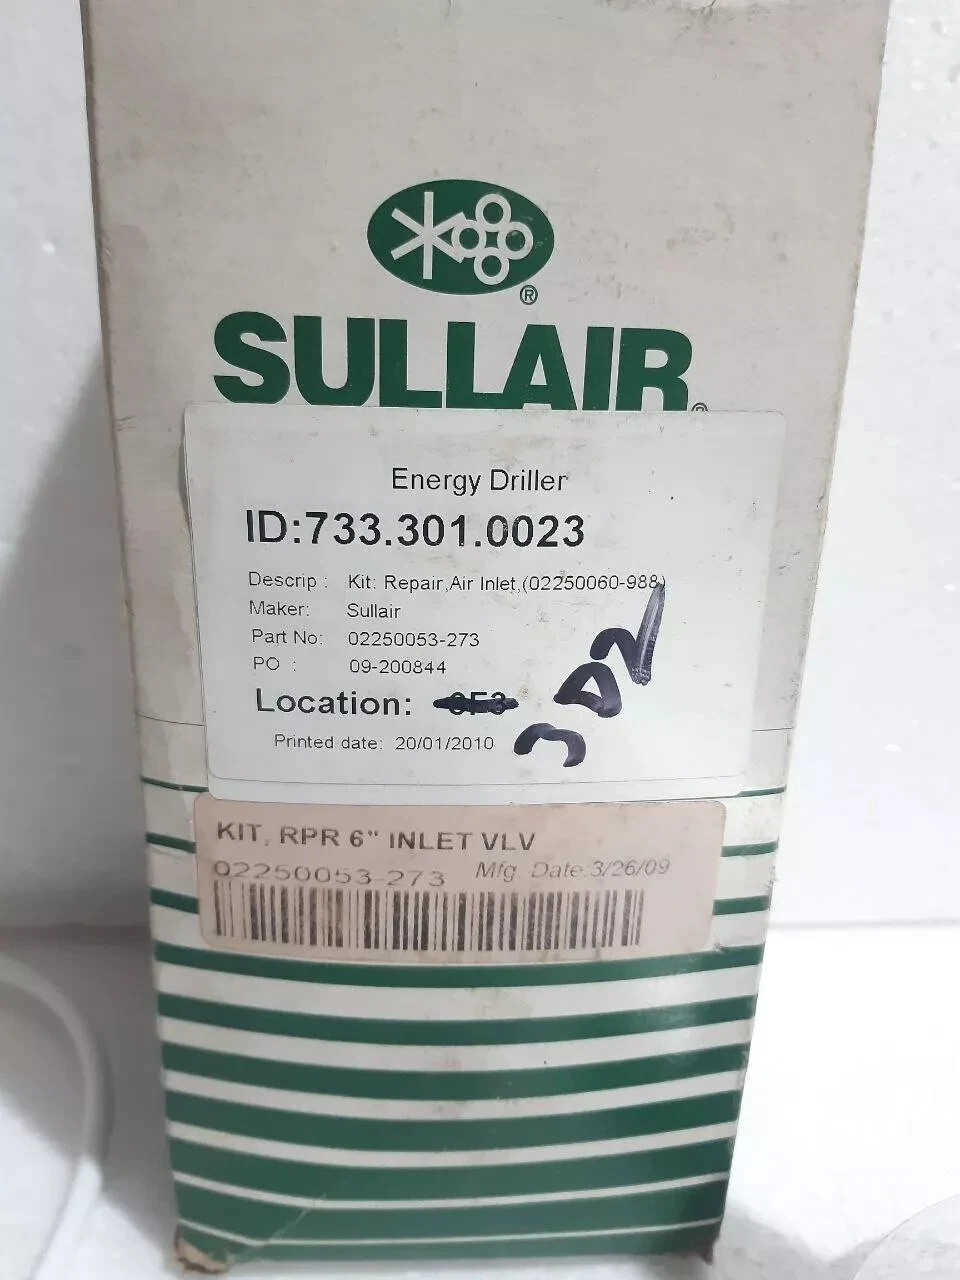 ®
SULLAIR®
Energy Driller
ID:733.301.0023
Descrip : Kit: Repair,Air Inlet,(02250060-988)
Maker: Sullair
Part No: 02250053-273
PO : 09-200844
Location:
Printed date: 20/01/2010
KIT, RPR 6" INLET VLV
02250053-273 Mfg. Date:3/26/09